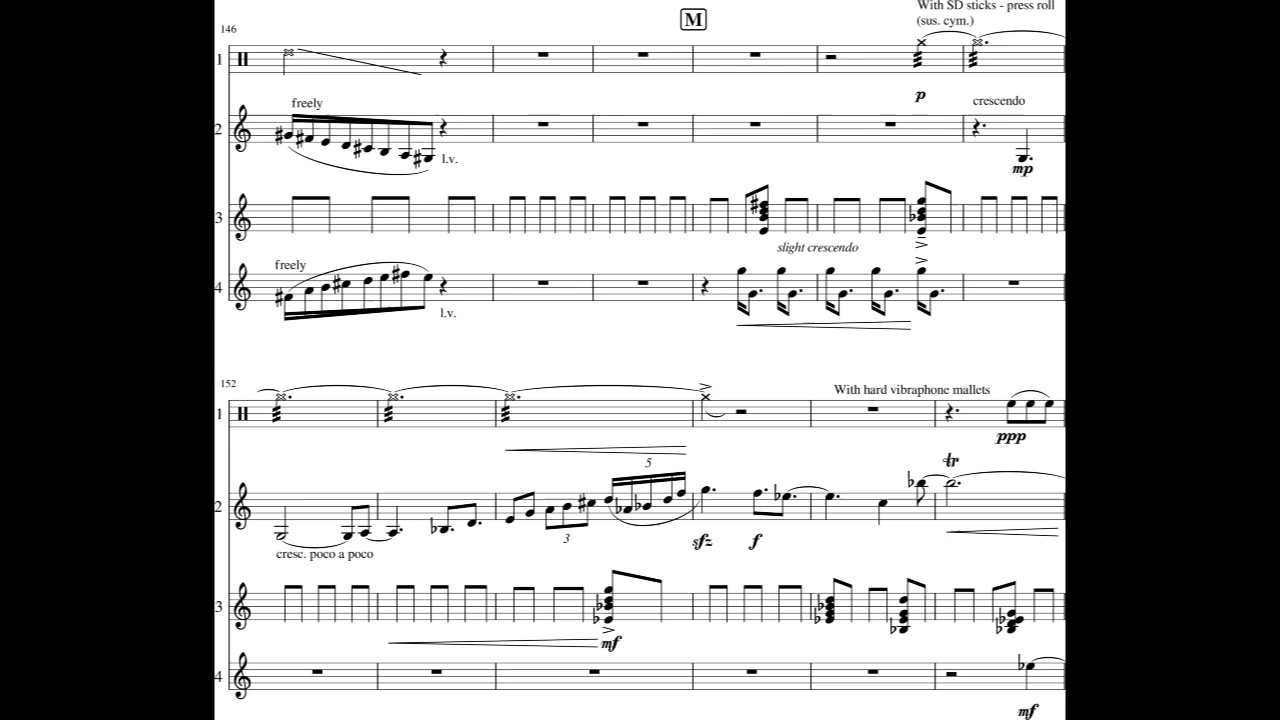 With SD sticks - press roll
M
(sus. cym.)
146
1
p
freely
crescendo
2
l.v.
mp
3
slight crescendo
freely
4
l.v.
152
With hard vibraphone mallets
1
ppp
5
tr
2
3
sfz
f
cresc. poco a poco
3
mf
4
mf